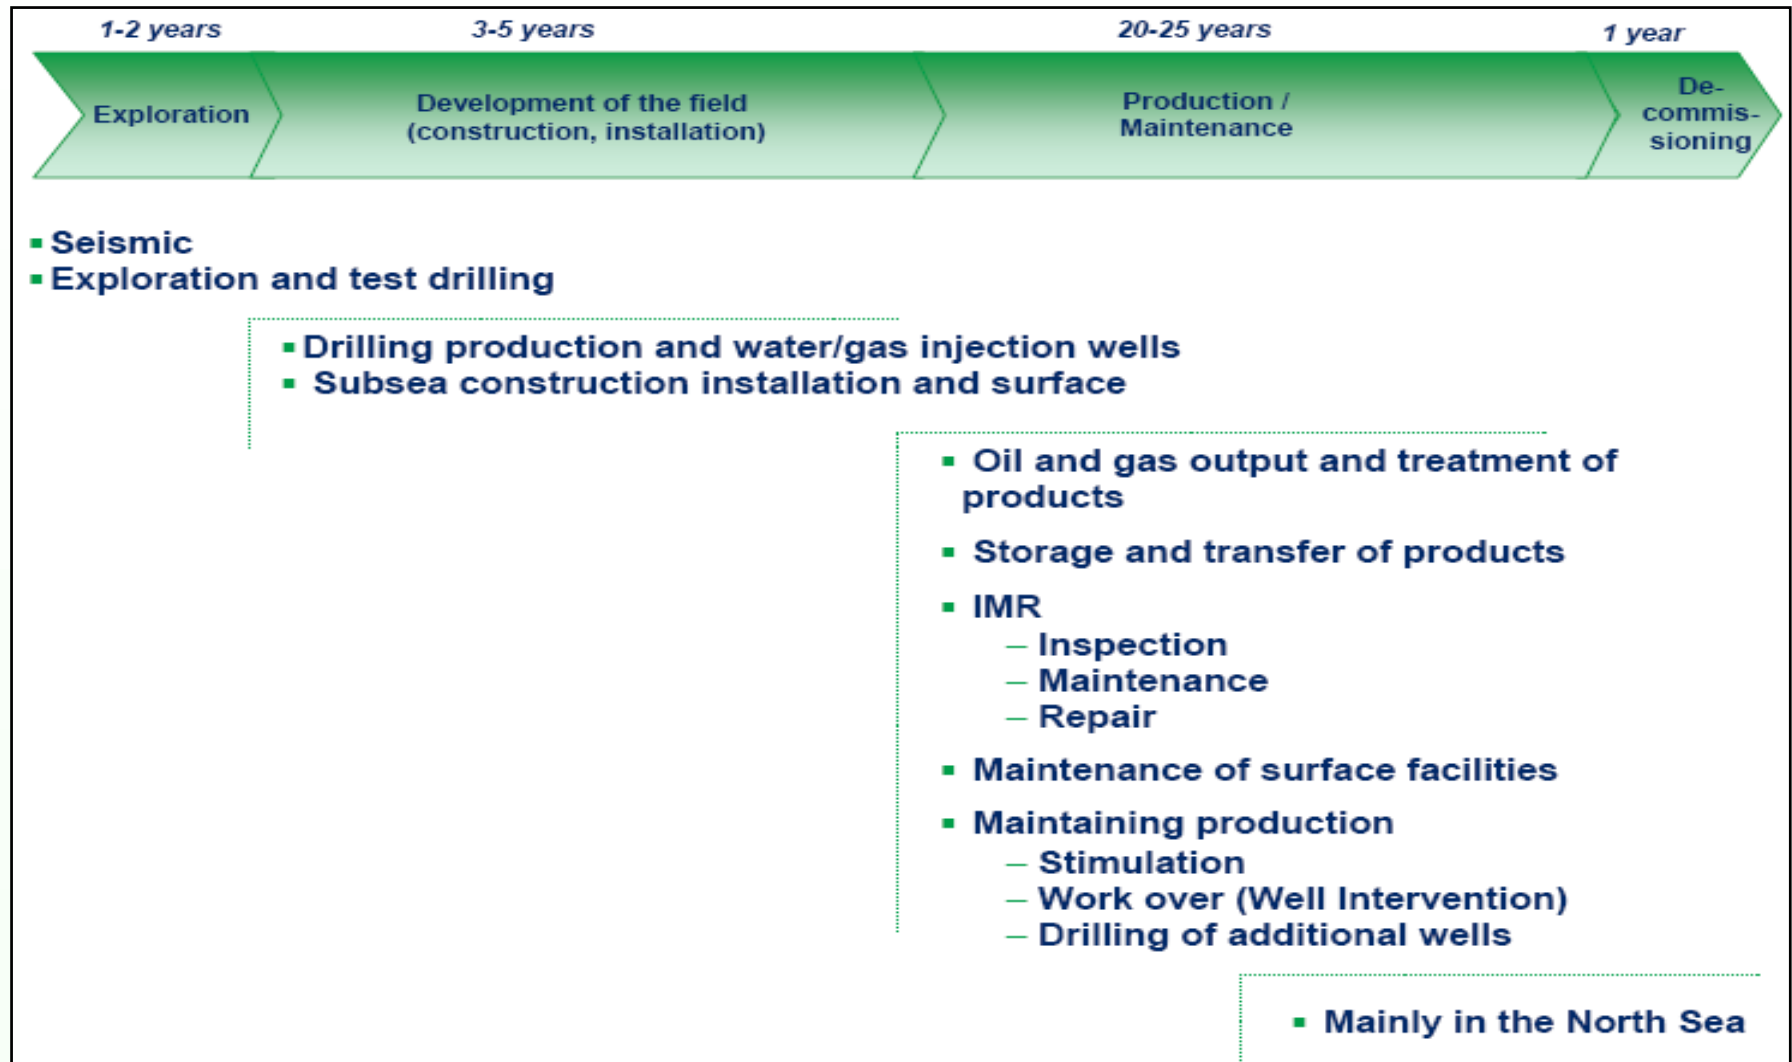 1-2 years
3-5 years
20-25 years
1 year
Exploration
Development of the field
(construction, installation)
Production /
Maintenance
De-
commis-
sioning
▪ Seismic
▪ Exploration and test drilling
▪ Drilling production and water/gas injection wells
▪ Subsea construction installation and surface
▪ Oil and gas output and treatment of
products
▪ Storage and transfer of products
▪ IMR
– Inspection
– Maintenance
– Repair
▪ Maintenance of surface facilities
▪ Maintaining production
– Stimulation
– Work over (Well Intervention)
– Drilling of additional wells
▪ Mainly in the North Sea